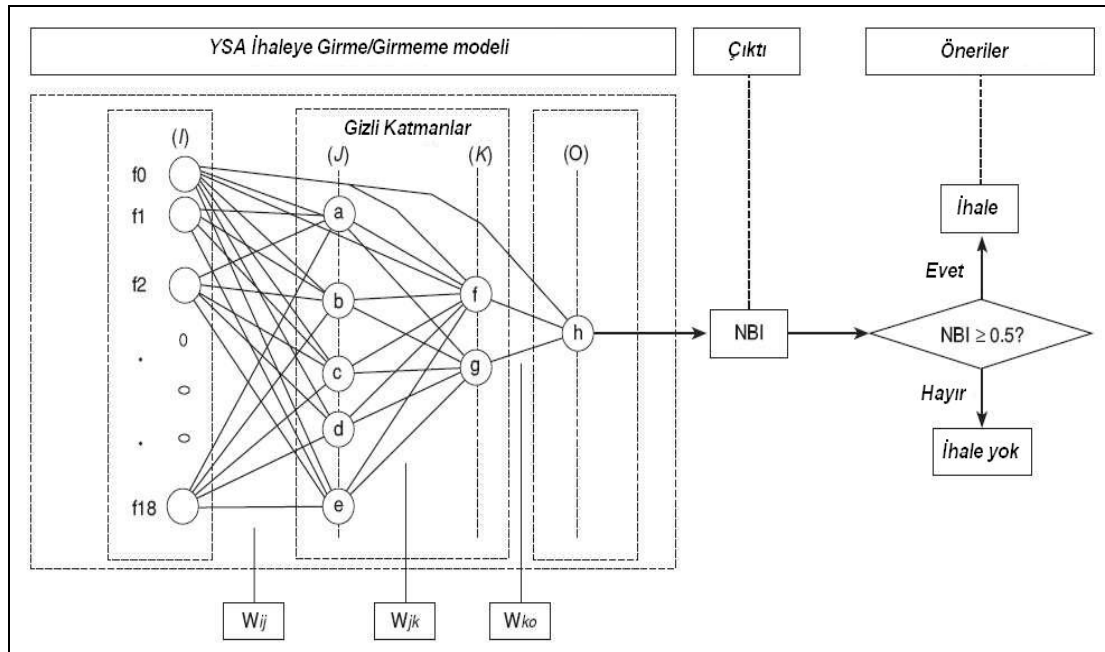 YSA İhaleye Girme/Girmeme modeli
Çıktı
Öneriler
Gizli Katmanlar
(I)
(J)
(K)
(O)
f0
f1
f2
f18
a
b
c
d
e
f
g
h
NBI
NBI ≥ 0.5?
Evet
İhale
Hayır
İhale yok
Wij
Wjk
Wko